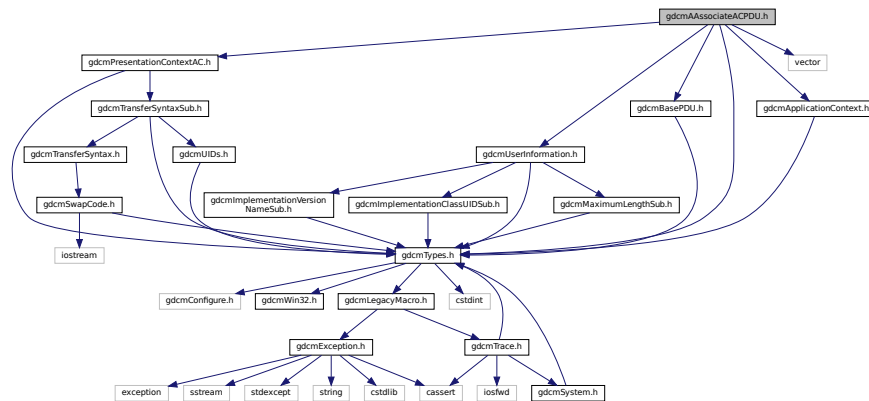 gdcmAAssociateACPDU.h
gdcmPresentationContextAC.h
vector
gdcmTransferSyntaxSub.h
gdcmBasePDU.h
gdcmApplicationContext.h
gdcmTransferSyntax.h
gdcmUIDs.h
gdcmUserInformation.h
gdcmSwapCode.h
gdcmImplementationVersion
NameSub.h
gdcmImplementationClassUIDSub.h
gdcmMaximumLengthSub.h
iostream
gdcmTypes.h
gdcmConfigure.h
gdcmWin32.h
gdcmLegacyMacro.h
cstdint
gdcmException.h
gdcmTrace.h
exception
sstream
stdexcept
string
cstdlib
cassert
iosfwd
gdcmSystem.h